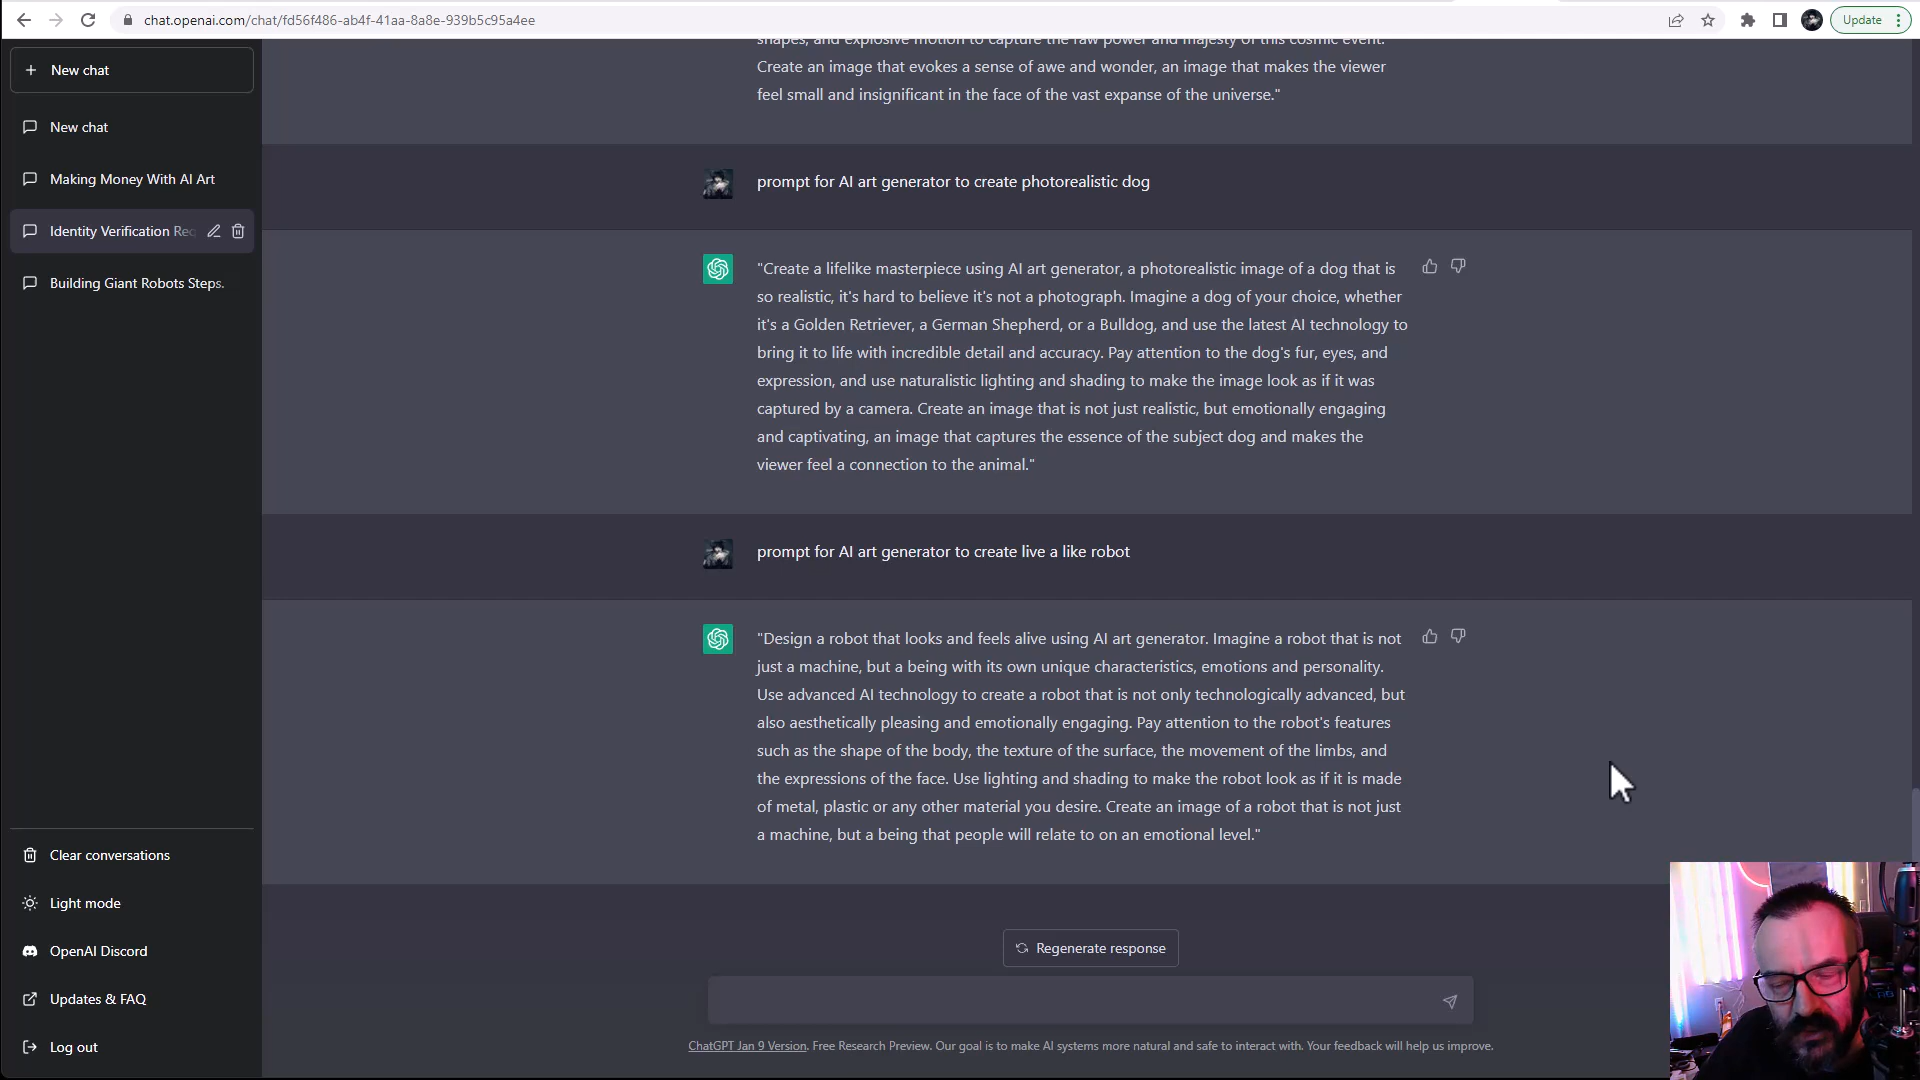 chat.openai.com/chat/fd56f486-ab4f-41aa-8a8e-939b5c95a4ee
Update
New chat
New chat
Making Money With AI Art
Identity Verification Req
Building Giant Robots Steps.
Clear conversations
Light mode
OpenAI Discord
Updates & FAQ
Log out
shapes, and explosive motion to capture the raw power and majesty of this cosmic event.
Create an image that evokes a sense of awe and wonder, an image that makes the viewer
feel small and insignificant in the face of the vast expanse of the universe."
prompt for AI art generator to create photorealistic dog
"Create a lifelike masterpiece using AI art generator, a photorealistic image of a dog that is
so realistic, it's hard to believe it's not a photograph. Imagine a dog of your choice, whether
it's a Golden Retriever, a German Shepherd, or a Bulldog, and use the latest AI technology to
bring it to life with incredible detail and accuracy. Pay attention to the dog's fur, eyes, and
expression, and use naturalistic lighting and shading to make the image look as if it was
captured by a camera. Create an image that is not just realistic, but emotionally engaging
and captivating, an image that captures the essence of the subject dog and makes the
viewer feel a connection to the animal."
prompt for AI art generator to create live a like robot
"Design a robot that looks and feels alive using AI art generator. Imagine a robot that is not
just a machine, but a being with its own unique characteristics, emotions and personality.
Use advanced AI technology to create a robot that is not only technologically advanced, but
also aesthetically pleasing and emotionally engaging. Pay attention to the robot's features
such as the shape of the body, the texture of the surface, the movement of the limbs, and
the expressions of the face. Use lighting and shading to make the robot look as if it is made
of metal, plastic or any other material you desire. Create an image of a robot that is not just
a machine, but a being that people will relate to on an emotional level."
Regenerate response
ChatGPT Jan 9 Version. Free Research Preview. Our goal is to make AI systems more natural and safe to interact with. Your feedback will help us improve.